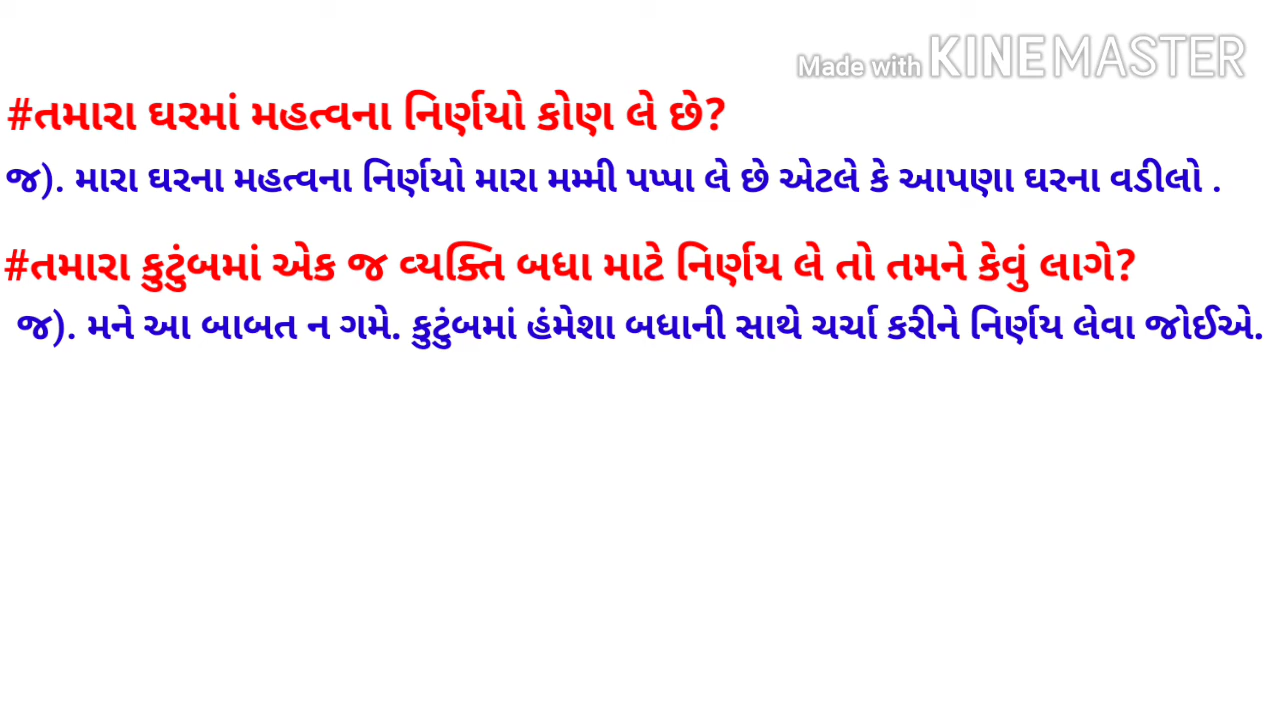 Made with KINEMASTER
#તમારા ઘરમાં મહત્વના નિર્ણયો કોણ લે છે?
જ). મારા ઘરના મહત્વના નિર્ણયો મારા મમ્મી પપ્પા લે છે એટલે કે આપણા ઘરના વડીલો .
#તમારા કુટુંબમાં એક જ વ્યક્તિ બધા માટે નિર્ણય લે તો તમને કેવું લાગે?
જ). મને આ બાબત ન ગમે. કુટુંબમાં હંમેશા બધાની સાથે ચર્ચા કરીને નિર્ણય લેવા જોઈએ.